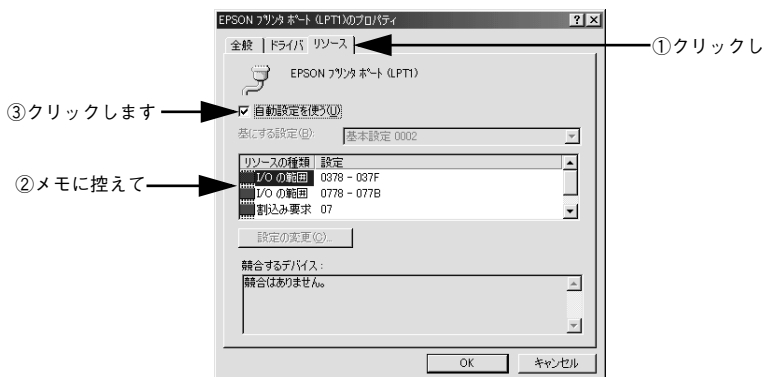 EPSON プリンタ ポート (LPT1)のプロパティ
全般 ドライバ リソース
①クリックし
EPSON プリンタ ポート (LPT1)
③クリックします
自動設定を使う(U)
基にする設定(B): 基本設定 0002
リソースの種類 設定
I/O の範囲 0378 - 037F
②メモに控えて
I/O の範囲 0778 - 077B
割込み要求 07
設定の変更(C)...
競合するデバイス:
競合はありません。
OK キャンセル